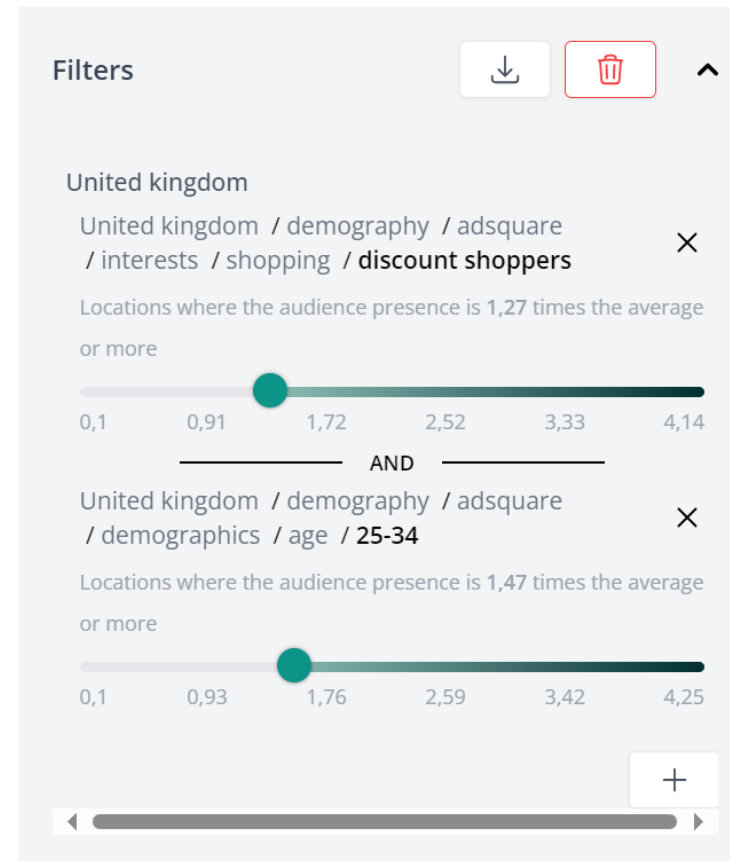 Filters
United kingdom
United kingdom / demography / adsquare
/ interests / shopping / discount shoppers
Locations where the audience presence is 1,27 times the average
or more
0,1 0,91 1,72 2,52 3,33 4,14
AND
United kingdom / demography / adsquare
/ demographics / age / 25-34
Locations where the audience presence is 1,47 times the average
or more
0,1 0,93 1,76 2,59 3,42 4,25